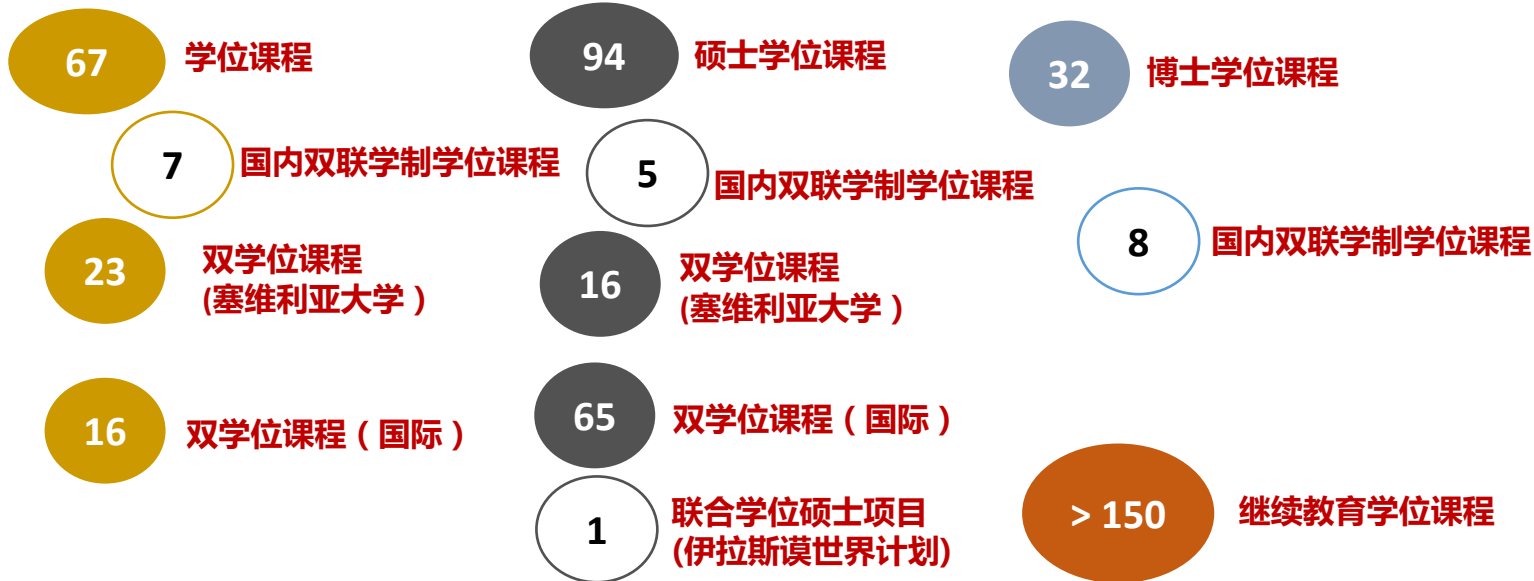 67
学位课程
7
国内双联学制学位课程
23
双学位课程
(塞维利亚大学）
16
双学位课程（国际）
94
硕士学位课程
5
国内双联学制学位课程
16
双学位课程
(塞维利亚大学）
65
双学位课程（国际）
1
联合学位硕士项目
(伊拉斯谟世界计划)
32
博士学位课程
8
国内双联学制学位课程
> 150
继续教育学位课程